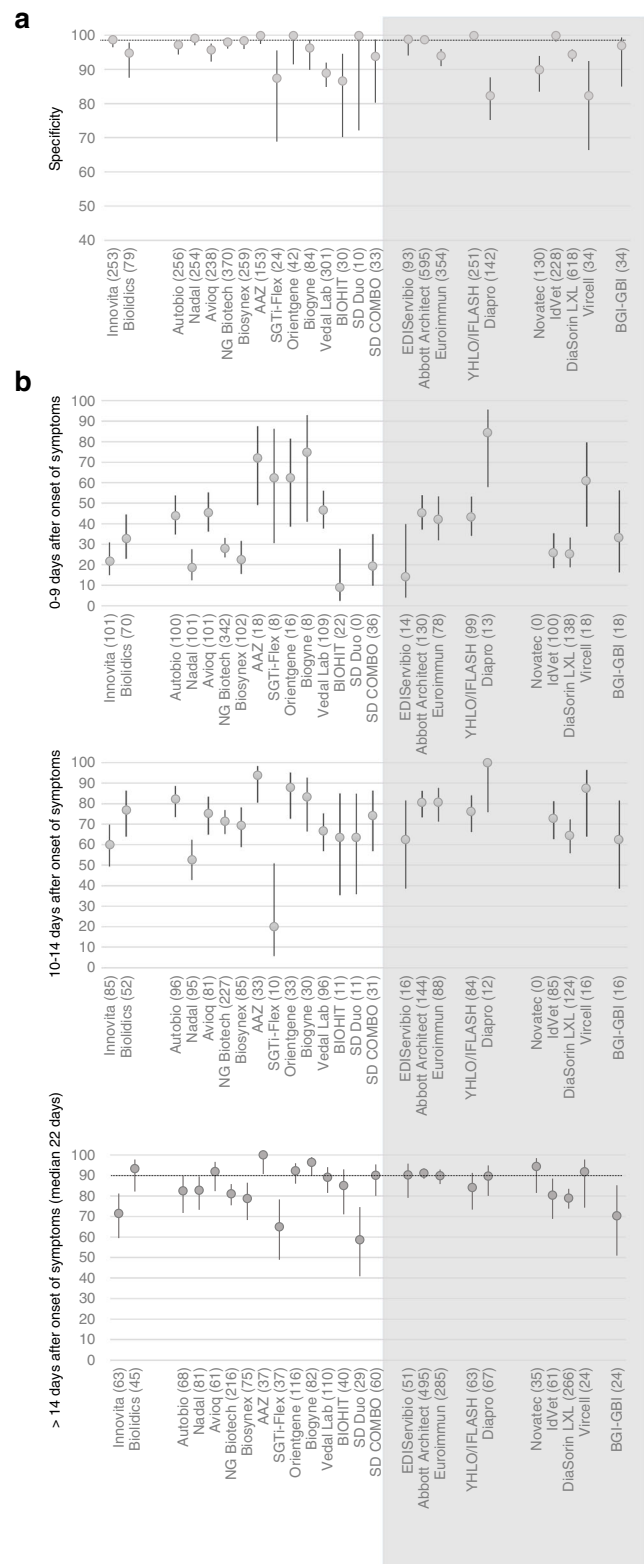 a
Specificity
100
90
80
70
60
50
40
Innovita (253)
Biolidics (79)
Autobio (256)
Nadal (254)
Avioq (238)
NG Biotech (370)
Biosynex (259)
AAZ (153)
SGTi-Flex (24)
Orientgene (42)
Biogyne (84)
Vedal Lab (301)
BIOHIT (30)
SD Duo (10)
SD COMBO (33)
EDIServibio (93)
Abbott Architect (595)
Euroimmun (354)
YHLO/IFLASH (251)
Diapro (142)
Novatec (130)
IdVet (228)
DiaSorin LXL (618)
Vircell (34)
BGI-GBI (34)
b
0-9 days after onset of symptoms
100
90
80
70
60
50
40
30
20
10
0
Innovita (101)
Biolidics (70)
Autobio (100)
Nadal (101)
Avioq (101)
NG Biotech (342)
Biosynex (102)
AAZ (18)
SGTi-Flex (8)
Orientgene (16)
Biogyne (8)
Vedal Lab (109)
BIOHIT (22)
SD Duo (0)
SD COMBO (36)
EDIServibio (14)
Abbott Architect (130)
Euroimmun (78)
YHLO/IFLASH (99)
Diapro (13)
Novatec (0)
IdVet (100)
DiaSorin LXL (138)
Vircell (18)
BGI-GBI (18)
10-14 days after onset of symptoms
100
90
80
70
60
50
40
30
20
10
0
Innovita (85)
Biolidics (52)
Autobio (96)
Nadal (95)
Avioq (81)
NG Biotech (227)
Biosynex (85)
AAZ (33)
SGTi-Flex (10)
Orientgene (33)
Biogyne (30)
Vedal Lab (96)
BIOHIT (11)
SD Duo (11)
SD COMBO (31)
EDIServibio (16)
Abbott Architect (144)
Euroimmun (88)
YHLO/IFLASH (84)
Diapro (12)
Novatec (0)
IdVet (85)
DiaSorin LXL (124)
Vircell (16)
BGI-GBI (16)
> 14 days after onset of symptoms (median 22 days)
100
90
80
70
60
50
40
30
20
10
0
Innovita (63)
Biolidics (45)
Autobio (68)
Nadal (81)
Avioq (61)
NG Biotech (216)
Biosynex (75)
AAZ (37)
SGTi-Flex (37)
Orientgene (116)
Biogyne (82)
Vedal Lab (110)
BIOHIT (40)
SD Duo (29)
SD COMBO (60)
EDIServibio (51)
Abbott Architect (495)
Euroimmun (285)
YHLO/IFLASH (63)
Diapro (67)
Novatec (35)
IdVet (61)
DiaSorin LXL (266)
Vircell (24)
BGI-GBI (24)